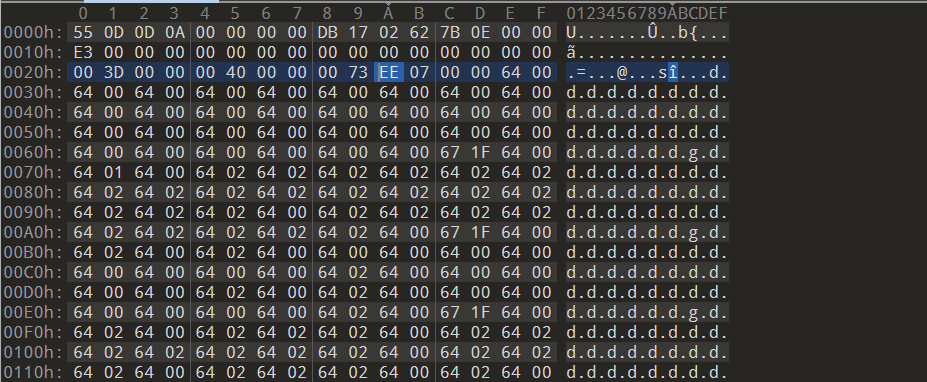 0 1 2 3 4 5 6 7 8 9 A B C D E F 0123456789ABCDEF
0000h: 55 0D 0D 0A 00 00 00 00 DB 17 02 62 7B 0E 00 00 U.......Û..b{...
0010h: E3 00 00 00 00 00 00 00 00 00 00 00 00 00 00 00 ã...............
0020h: 00 3D 00 00 00 40 00 00 00 73 EE 07 00 00 64 00 .=...@...sî...d.
0030h: 64 00 64 00 64 00 64 00 64 00 64 00 64 00 64 00 d.d.d.d.d.d.d.d.
0040h: 64 00 64 00 64 00 64 00 64 00 64 00 64 00 64 00 d.d.d.d.d.d.d.d.
0050h: 64 00 64 00 64 00 64 00 64 00 64 00 64 00 64 00 d.d.d.d.d.d.d.d.
0060h: 64 00 64 00 64 00 64 00 64 00 64 00 67 1F 64 00 d.d.d.d.d.d.g.d.
0070h: 64 01 64 00 64 02 64 02 64 02 64 02 64 02 64 02 d.d.d.d.d.d.d.d.
0080h: 64 02 64 02 64 02 64 02 64 00 64 02 64 02 64 02 d.d.d.d.d.d.d.d.
0090h: 64 02 64 02 64 02 64 00 64 02 64 02 64 02 64 02 d.d.d.d.d.d.d.d.
00A0h: 64 02 64 02 64 02 64 02 64 02 64 02 67 1F 64 00 d.d.d.d.d.d.g.d.
00B0h: 64 02 64 00 64 02 64 00 64 00 64 00 64 00 64 00 d.d.d.d.d.d.d.d.
00C0h: 64 00 64 00 64 02 64 00 64 02 64 00 64 00 64 00 d.d.d.d.d.d.d.d.
00D0h: 64 00 64 00 64 02 64 00 64 02 64 00 64 00 64 00 d.d.d.d.d.d.d.d.
00E0h: 64 00 64 00 64 02 64 00 64 02 64 00 67 1F 64 00 d.d.d.d.d.d.g.d.
00F0h: 64 02 64 00 64 02 64 02 64 02 64 00 64 02 64 02 d.d.d.d.d.d.d.d.
0100h: 64 02 64 00 64 02 64 02 64 02 64 00 64 02 64 02 d.d.d.d.d.d.d.d.
0110h: 64 02 64 00 64 02 64 02 64 02 64 00 64 02 64 02 d.d.d.d.d.d.d.d.